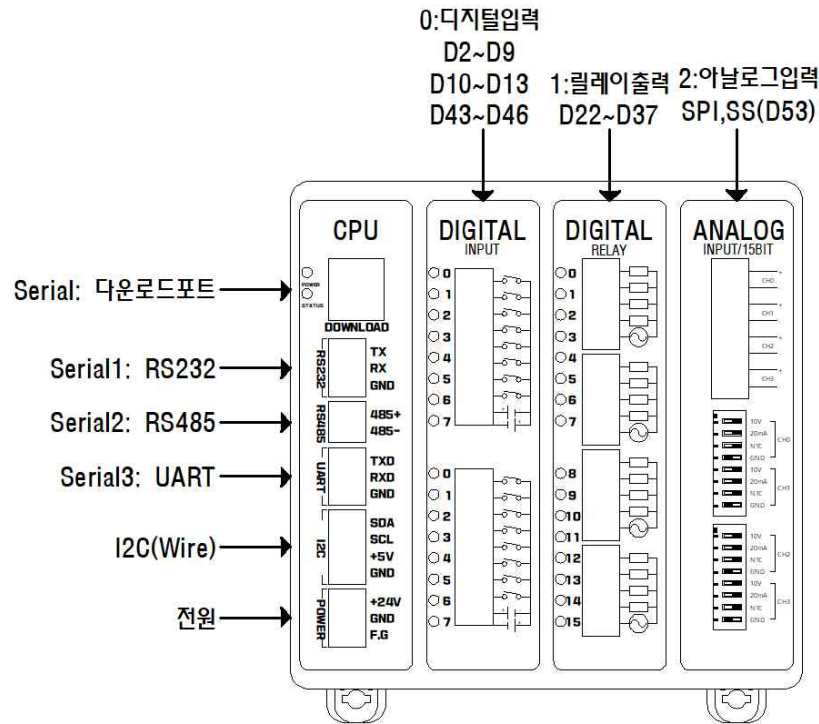 0:디지털입력
D2~D9
D10~D13
D43~D46
1:릴레이출력
D22~D37
2:아날로그입력
SPI,SS(D53)
Serial: 다운로드포트
Serial1: RS232
Serial2: RS485
Serial3: UART
I2C(Wire)
전원
CPU
POWER
STATUS
DOWNLOAD
RS232
TX
RX
GND
RS485
485+
485-
UART
TXD
RXD
GND
I2C
SDA
SCL
+5V
GND
POWER
+24V
GND
F.G
DIGITAL
INPUT
0
1
2
3
4
5
6
7
0
1
2
3
4
5
6
7
DIGITAL
RELAY
0
1
2
3
4
5
6
7
8
9
10
11
12
13
14
15
ANALOG
INPUT/15BIT
+
CH0
+
CH1
+
CH2
+
CH3
10V
20mA
NTC
GND
CH0
10V
20mA
NTC
GND
CH1
10V
20mA
NTC
GND
CH2
10V
20mA
NTC
GND
CH3